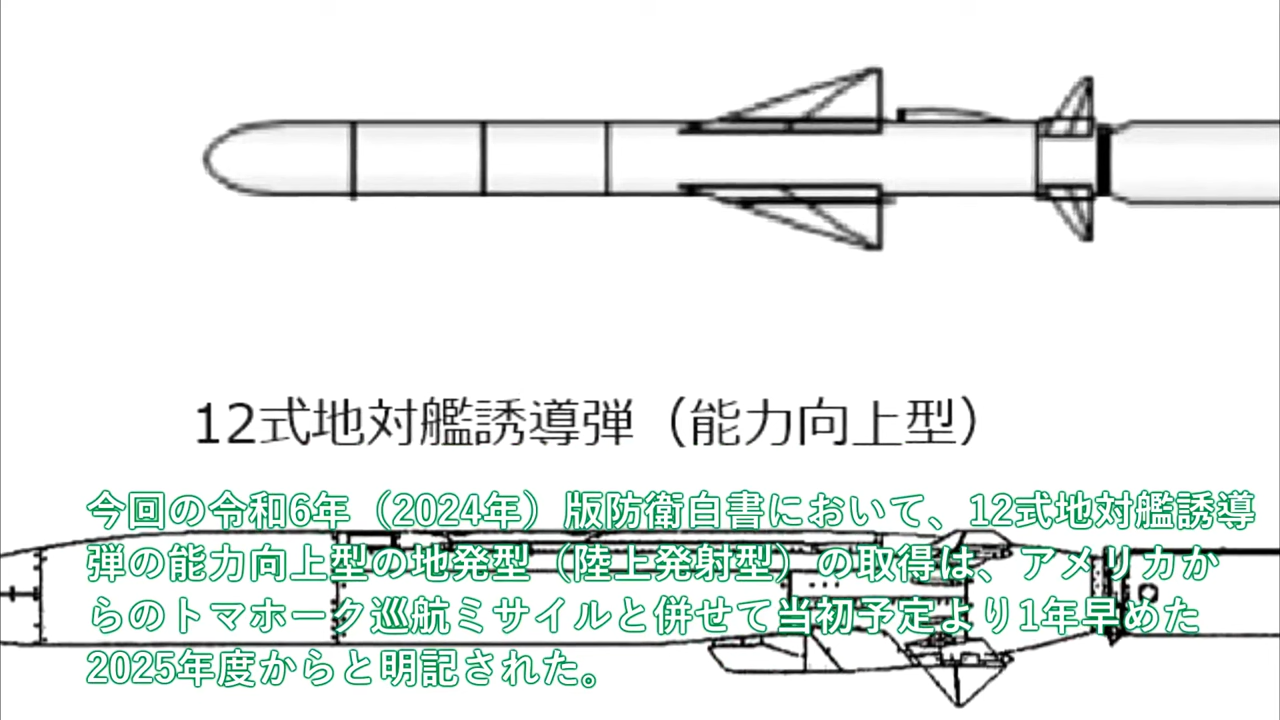 12式地対艦誘導弾（能力向上型）
今回の令和6年（2024年）版防衛白書において、12式地対艦誘導
弾の能力向上型の地発型（陸上発射型）の取得は、アメリカか
らのトマホーク巡航ミサイルと併せて当初予定より1年早めた
2025年度からと明記された。